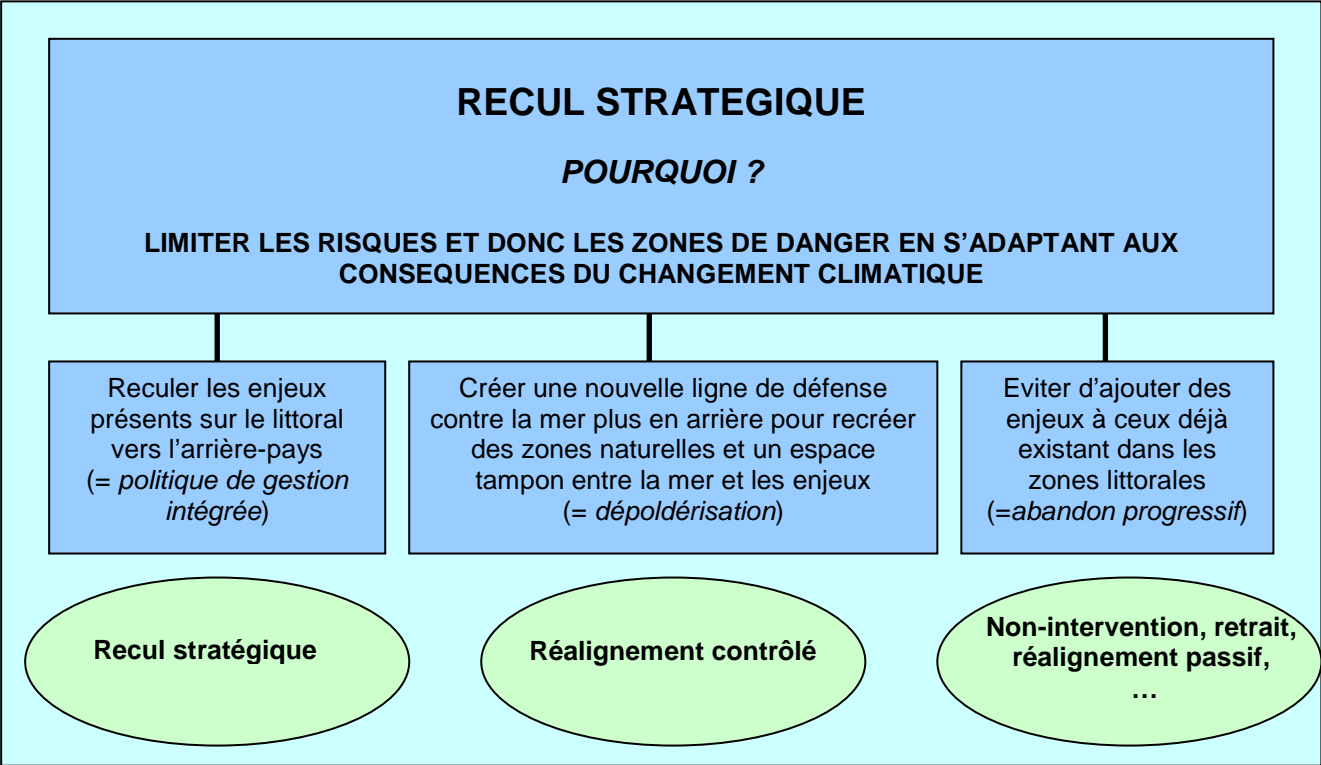 RECUL STRATEGIQUE
POURQUOI ?
LIMITER LES RISQUES ET DONC LES ZONES DE DANGER EN S'ADAPTANT AUX
CONSEQUENCES DU CHANGEMENT CLIMATIQUE
Reculer les enjeux
présents sur le littoral
vers l'arrière-pays
(= politique de gestion
intégrée)
Créer une nouvelle ligne de défense
contre la mer plus en arrière pour recréer
des zones naturelles et un espace
tampon entre la mer et les enjeux
(= dépoldérisation)
Eviter d'ajouter des
enjeux à ceux déjà
existant dans les
zones littorales
(=abandon progressif)
Recul stratégique
Réalignement contrôlé
Non-intervention, retrait,
réalignement passif,
…